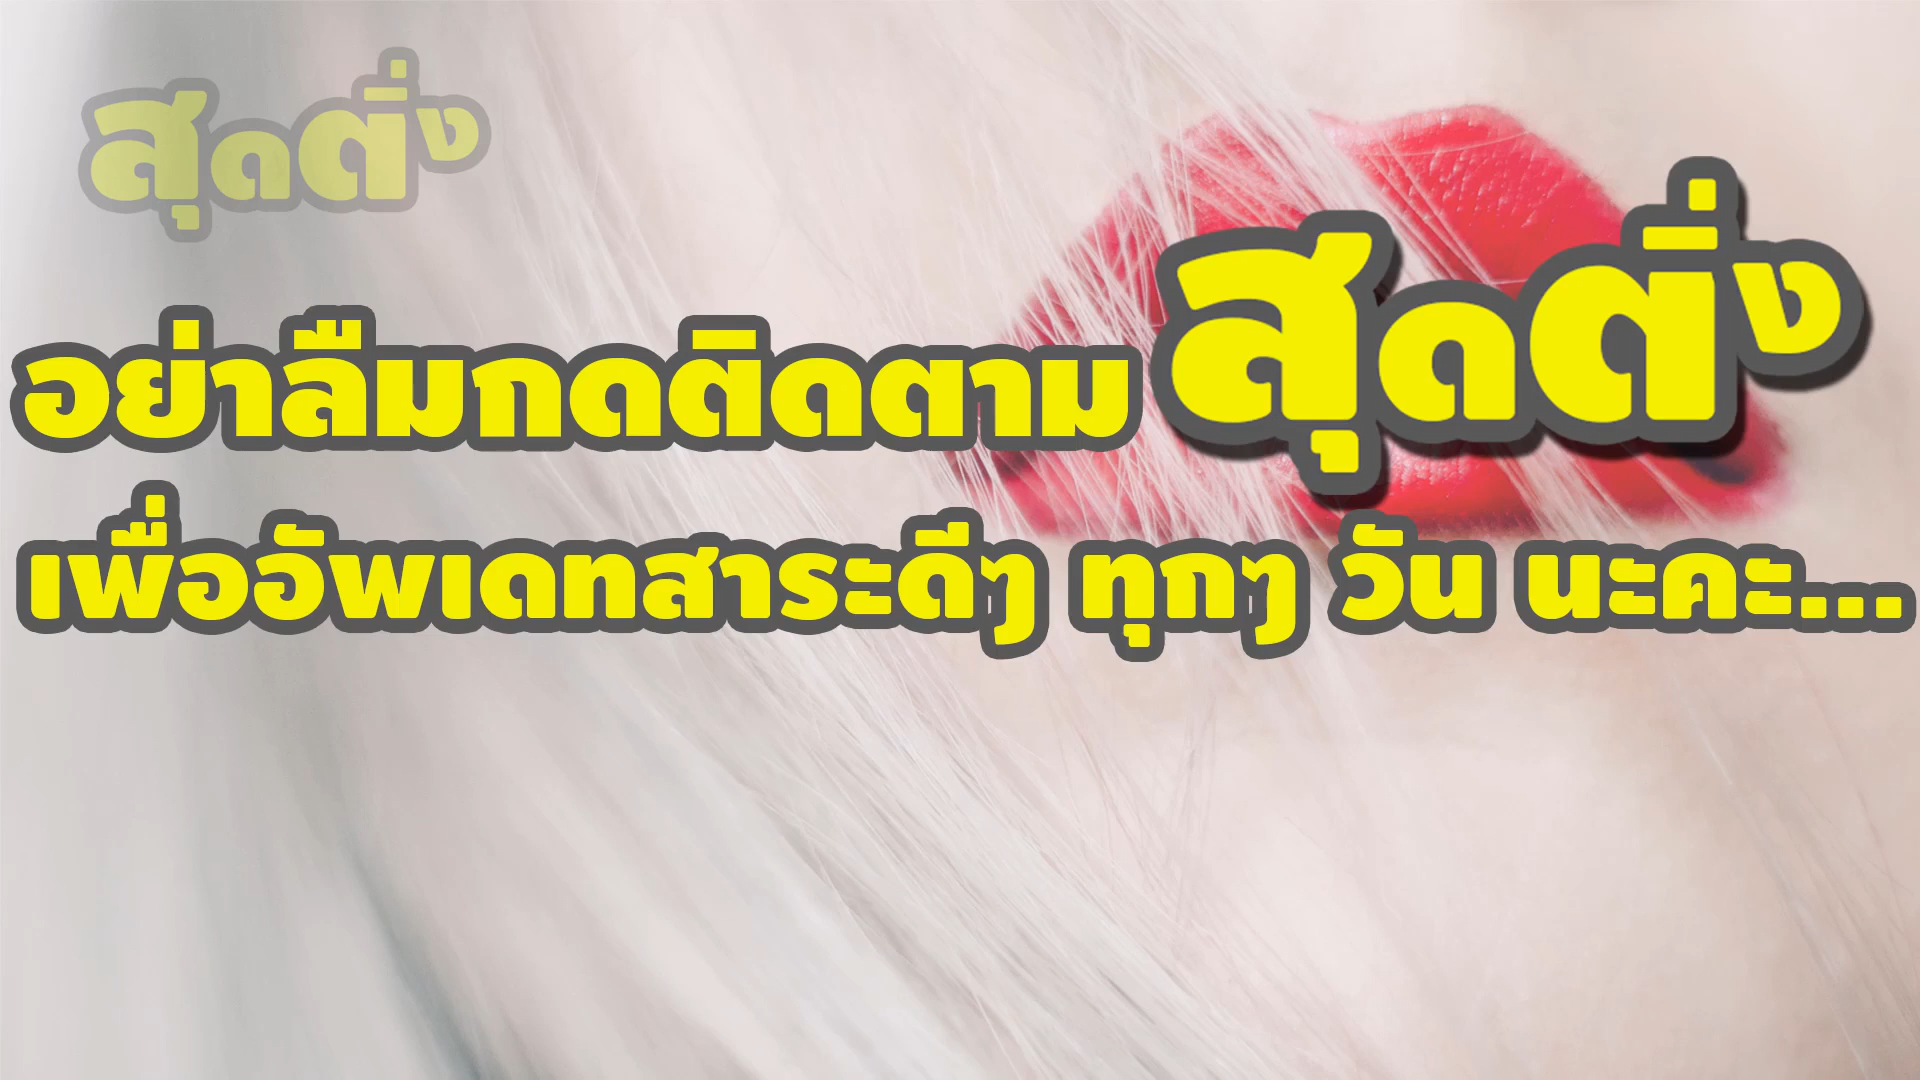 สุดติ่ง
อย่าลืมกดติดตาม สุดติ่ง
เพื่ออัพเดทสาระดีๆ ทุกๆ วัน นะคะ...